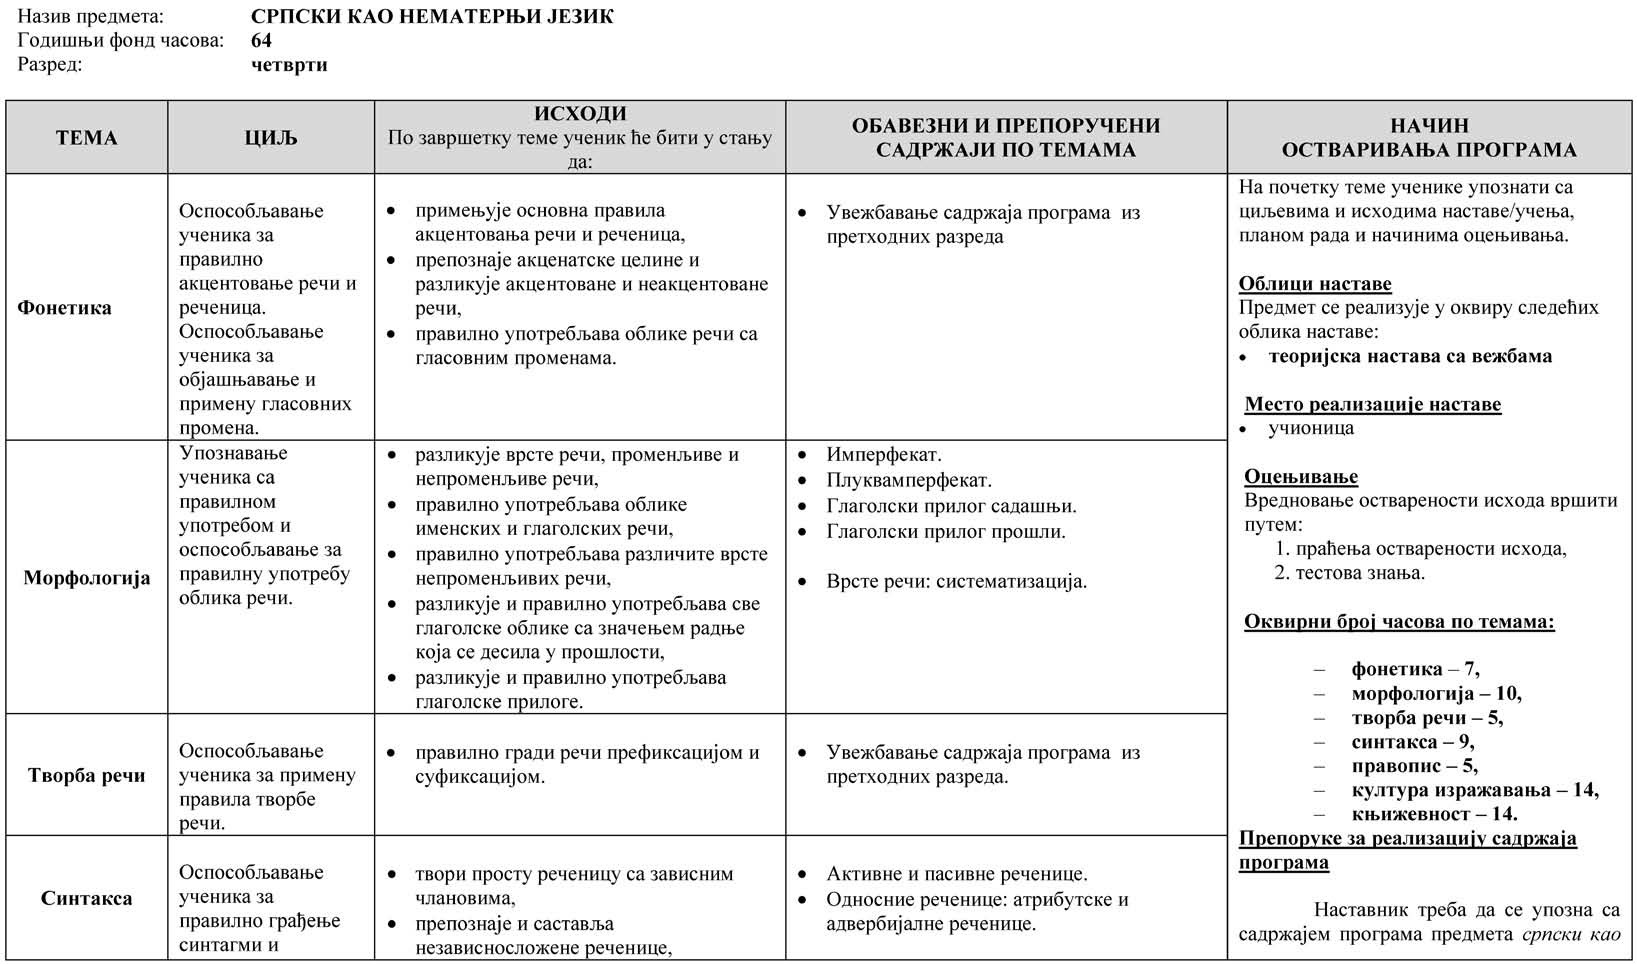 Назив предмета: СРПСКИ КАО НЕМАТЕРЊИ ЈЕЗИК
Годишњи фонд часова: 64
Разред: четврти
ТЕМА
ЦИЉ
ИСХОДИ
По завршетку теме ученик ће бити у стању
да:
ОБАВЕЗНИ И ПРЕПОРУЧЕНИ
САДРЖАЈИ ПО ТЕМАМА
НАЧИН
ОСТВАРИВАЊА ПРОГРАМА
Фонетика
Оспособљавање
ученика за
правилно
акцентовање речи и
реченица.
Оспособљавање
ученика за
објашњавање и
примену гласовних
промена.
• примењује основна правила
акцентовања речи и реченица,
• препознаје акценатске целине и
разликује акцентоване и неакцентоване
речи,
• правилно употребљава облике речи са
гласовним променама.
• Увежбавање садржаја програма из
претходних разреда
Морфологија
Упознавање
ученика са
правилном
употребом и
оспособљавање за
правилну употребу
облика речи.
• разликује врсте речи, променљиве и
непроменљиве речи,
• правилно употребљава облике
именских и глаголских речи,
• правилно употребљава различите врсте
непроменљивих речи,
• разликује и правилно употребљава све
глаголске облике са значењем радње
која се десила у прошлости,
• разликује и правилно употребљава
глаголске прилоге.
• Имперфекат.
• Плуквамперфекат.
• Глаголски прилог садашњи.
• Глаголски прилог прошли.
• Врсте речи: систематизација.
Творба речи
Оспособљавање
ученика за примену
правила творбе
речи.
• правилно гради речи префиксацијом и
суфиксацијом.
• Увежбавање садржаја програма из
претходних разреда.
Синтакса
Оспособљавање
ученика за
правилно грађење
синтагми и
• твори просту реченицу са зависним
члановима,
• препознаје и саставља
независносложене реченице,
• Активне и пасивне реченице.
• Односние реченице: атрибутске и
адвербијалне реченице.
На почетку теме ученике упознати са
циљевима и исходима наставе/учења,
планом рада и начинима оцењивања.
Облици наставе
Предмет се реализује у оквиру следећих
облика наставе:
• теоријска настава са вежбама
Место реализације наставе
• учионица
Оцењивање
Вредновање остварености исхода вршити
путем:
1. праћења остварености исхода,
2. тестова знања.
Оквирни број часова по темама:
– фонетика – 7,
– морфологија – 10,
– творба речи – 5,
– синтакса – 9,
– правопис – 5,
– култура изражавања – 14,
– књижевност – 14.
Препоруке за реализацију садржаја
програма
Наставник треба да се упозна са
садржајем програма предмета српски као